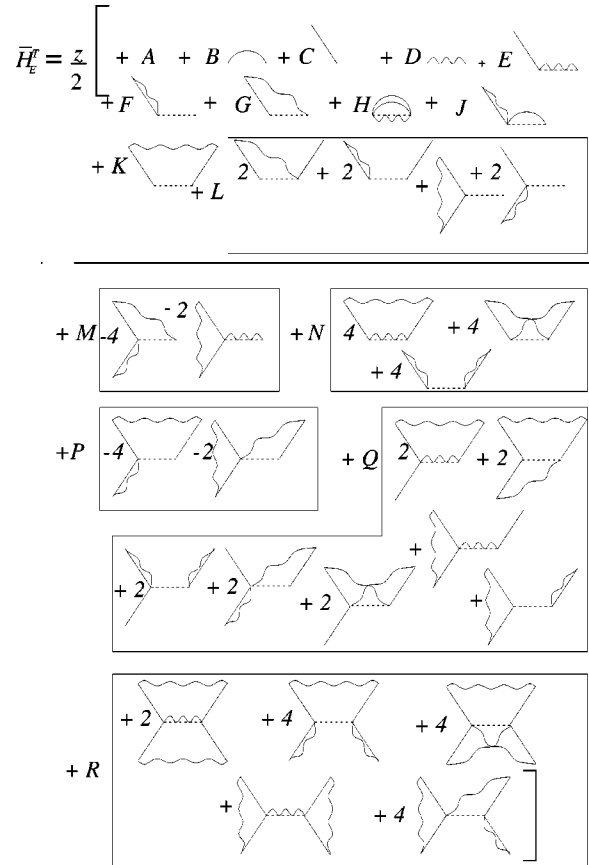 H̅_E^T = z/2 [ + A + B + C + D + E
+ F + G + H + J
+ K + L 2 + 2 + + 2
+ M -4 - 2 + N 4 + 4
+ 4
+P -4 -2 + Q 2 + 2
+
+ 2 + 2 + 2 +
+ 2 + 4 + 4
+ R
+ + 4 ]